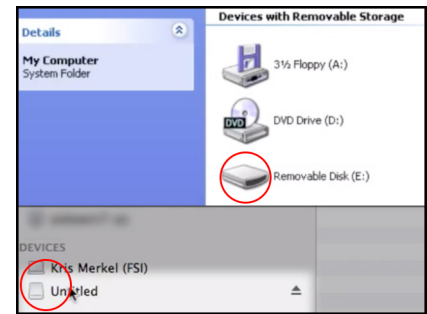 Devices with Removable Storage
Details
My Computer
System Folder
3½ Floppy (A:)
DVD
DVD Drive (D:)
Removable Disk (E:)
DEVICES
Kris Merkel (FSI)
Untitled